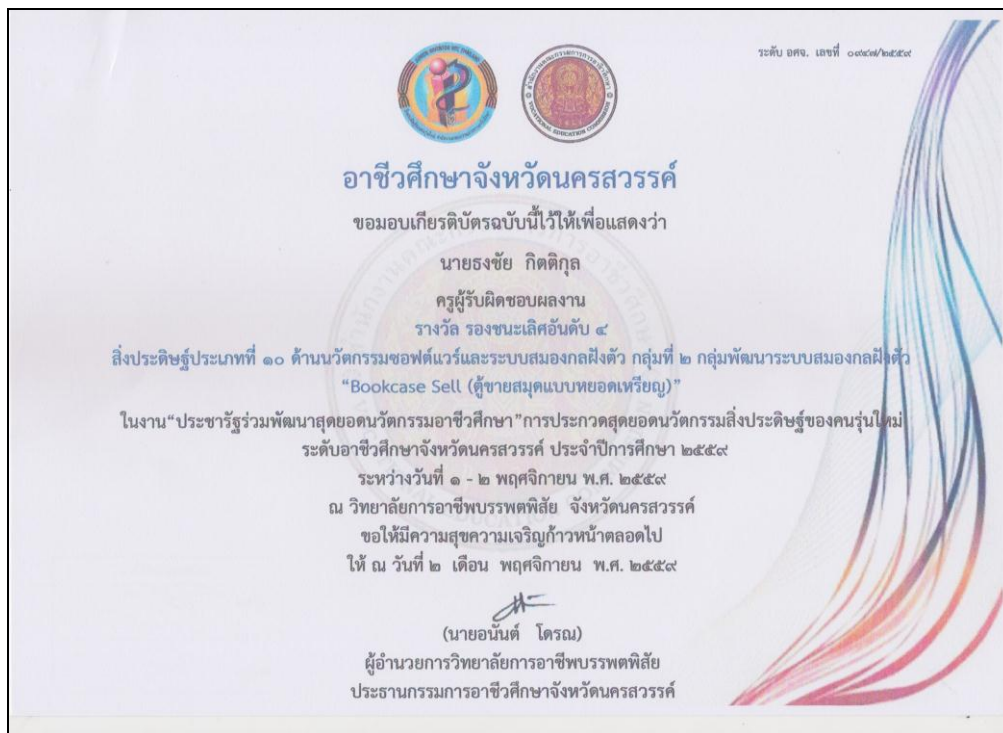 ระดับ อศจ. เลขที่ ๐๙๔๗/๒๕๕๙
VOCATIONAL EDUCATION COMMISSION
อาชีวศึกษาจังหวัดนครสวรรค์
ขอมอบเกียรติบัตรฉบับนี้ไว้ให้เพื่อแสดงว่า
นายธงชัย กิตติกุล
ครูผู้รับผิดชอบผลงาน
รางวัล รองชนะเลิศอันดับ ๔
สิ่งประดิษฐ์ประเภทที่ ๑๐ ด้านนวัตกรรมซอฟต์แวร์และระบบสมองกลฝังตัว กลุ่มที่ ๒ กลุ่มพัฒนาระบบสมองกลฝังตัว
“Bookcase Sell (ตู้ขายสมุดแบบหยอดเหรียญ)”
ในงาน“ประชารัฐร่วมพัฒนาสุดยอดนวัตกรรมอาชีวศึกษา”การประกวดสุดยอดนวัตกรรมสิ่งประดิษฐ์ของคนรุ่นใหม่
ระดับอาชีวศึกษาจังหวัดนครสวรรค์ ประจำปีการศึกษา ๒๕๕๙
ระหว่างวันที่ ๑ - ๒ พฤศจิกายน พ.ศ. ๒๕๕๙
ณ วิทยาลัยการอาชีพบรรพตพิสัย จังหวัดนครสวรรค์
ขอให้มีความสุขความเจริญก้าวหน้าตลอดไป
ให้ ณ วันที่ ๒ เดือน พฤศจิกายน พ.ศ. ๒๕๕๙
(นายอนันต์ โดรณ)
ผู้อำนวยการวิทยาลัยการอาชีพบรรพตพิสัย
ประธานกรรมการอาชีวศึกษาจังหวัดนครสวรรค์